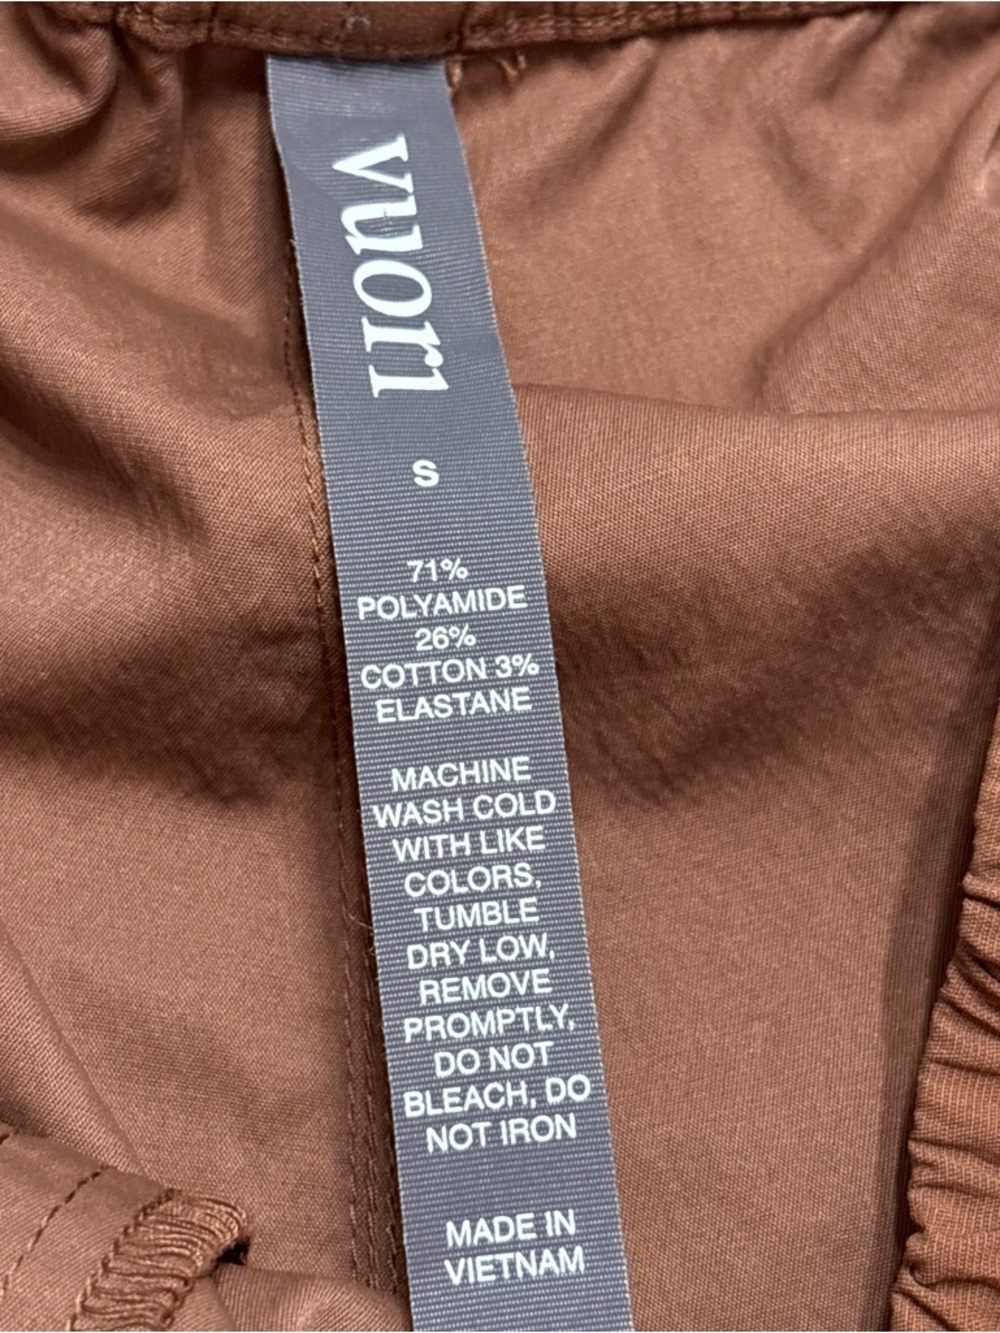 vuori
S
71%
POLYAMIDE
26%
COTTON 3%
ELASTANE
MACHINE
WASH COLD
WITH LIKE
COLORS,
TUMBLE
DRY LOW,
REMOVE
PROMPTLY,
DO NOT
BLEACH, DO
NOT IRON
MADE IN
VIETNAM